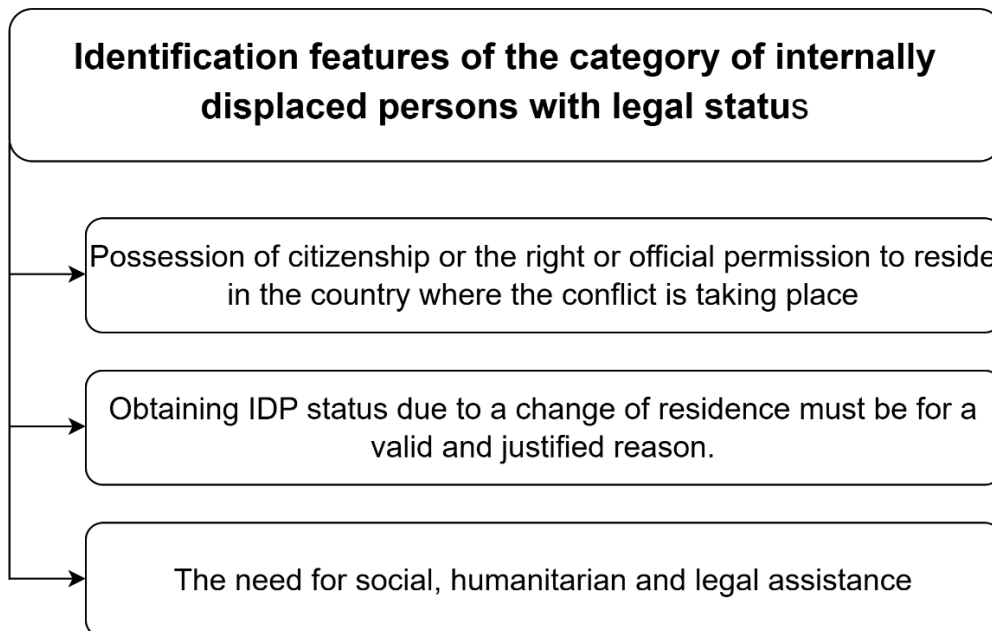 Identification features of the category of internally
displaced persons with legal status
Possession of citizenship or the right or official permission to reside
in the country where the conflict is taking place
Obtaining IDP status due to a change of residence must be for a
valid and justified reason.
The need for social, humanitarian and legal assistance